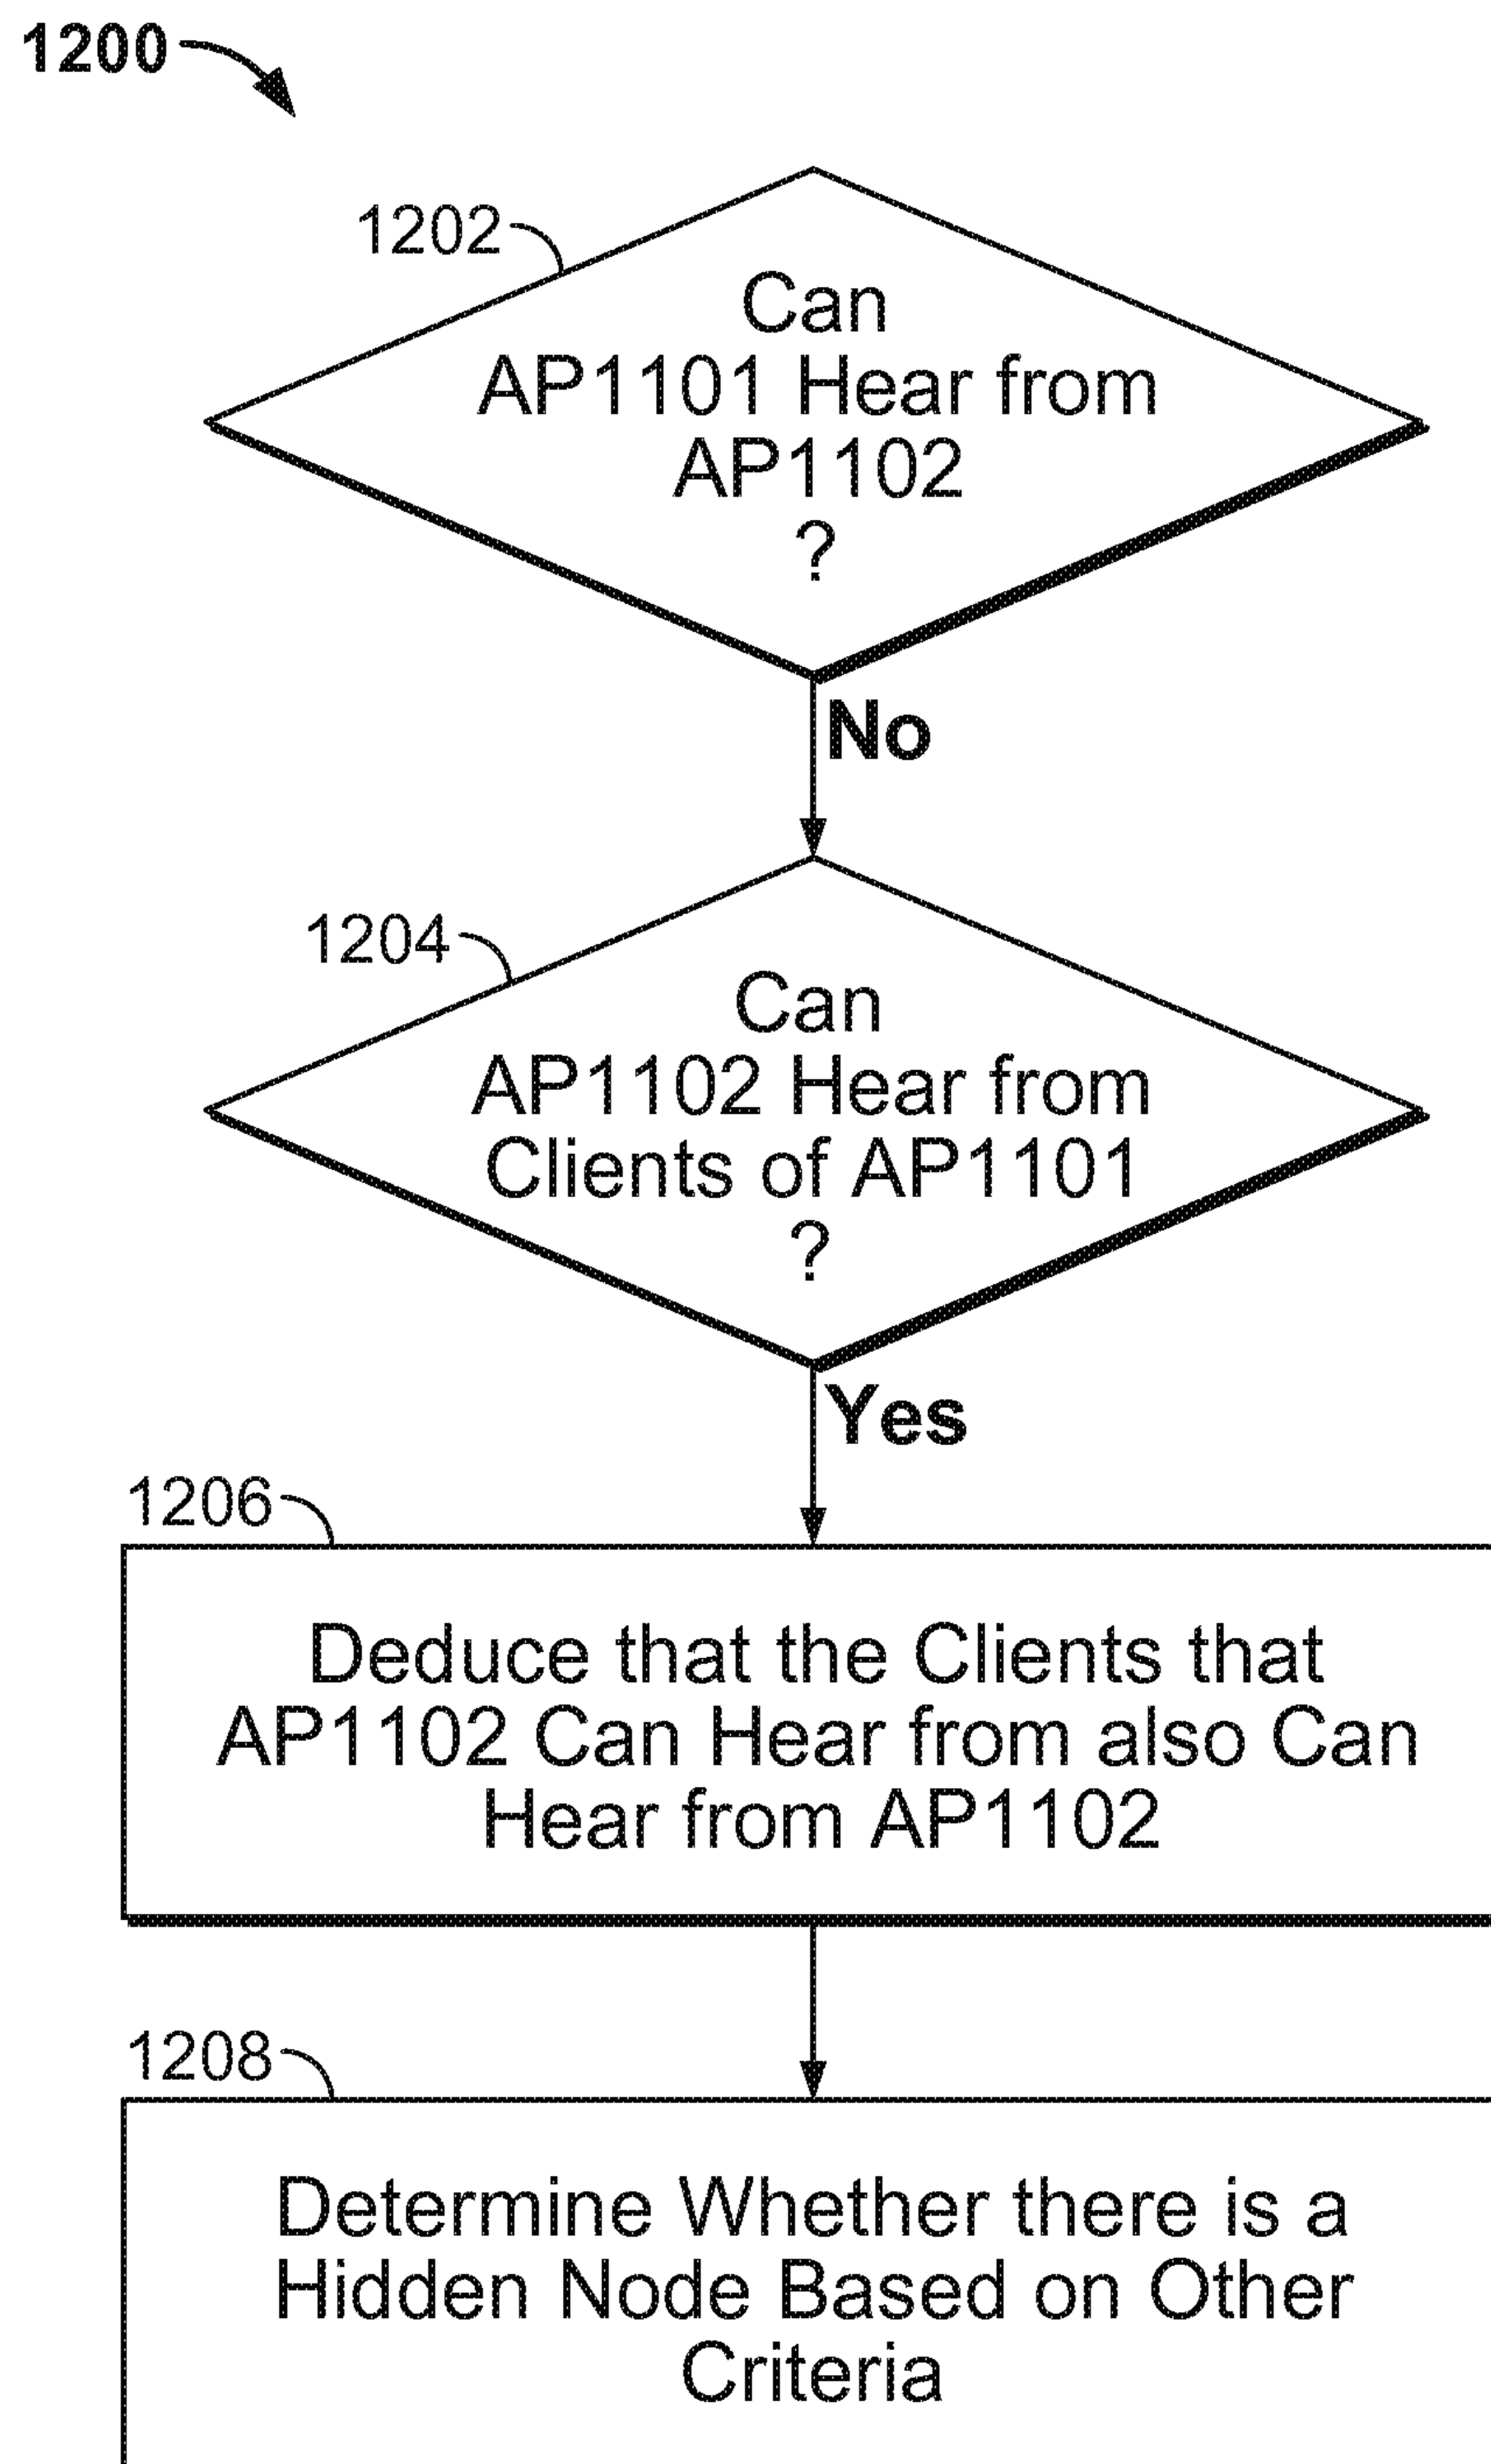 1200
1202
Can
AP1101 Hear from
AP1102
?
No
1204
Can
AP1102 Hear from
Clients of AP1101
?
Yes
1206
Deduce that the Clients that
AP1102 Can Hear from also Can
Hear from AP1102
1208
Determine Whether there is a
Hidden Node Based on Other
Criteria